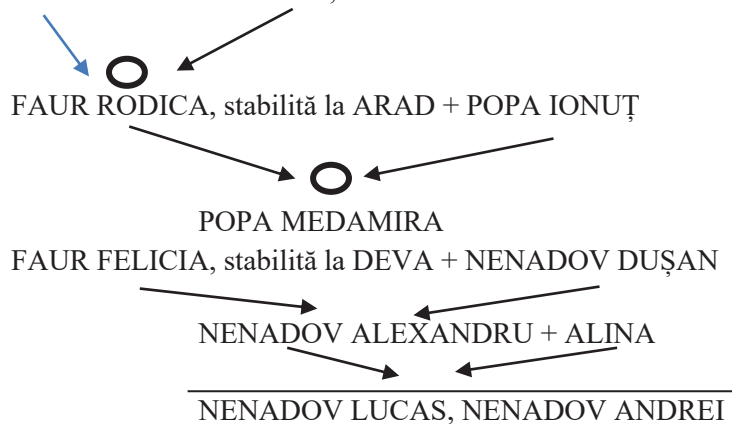 FAUR RODICA, stabilită la ARAD + POPA IONUȚ
POPA MEDAMIRA
FAUR FELICIA, stabilită la DEVA + NENADOV DUȘAN
NENADOV ALEXANDRU + ALINA
NENADOV LUCAS, NENADOV ANDREI